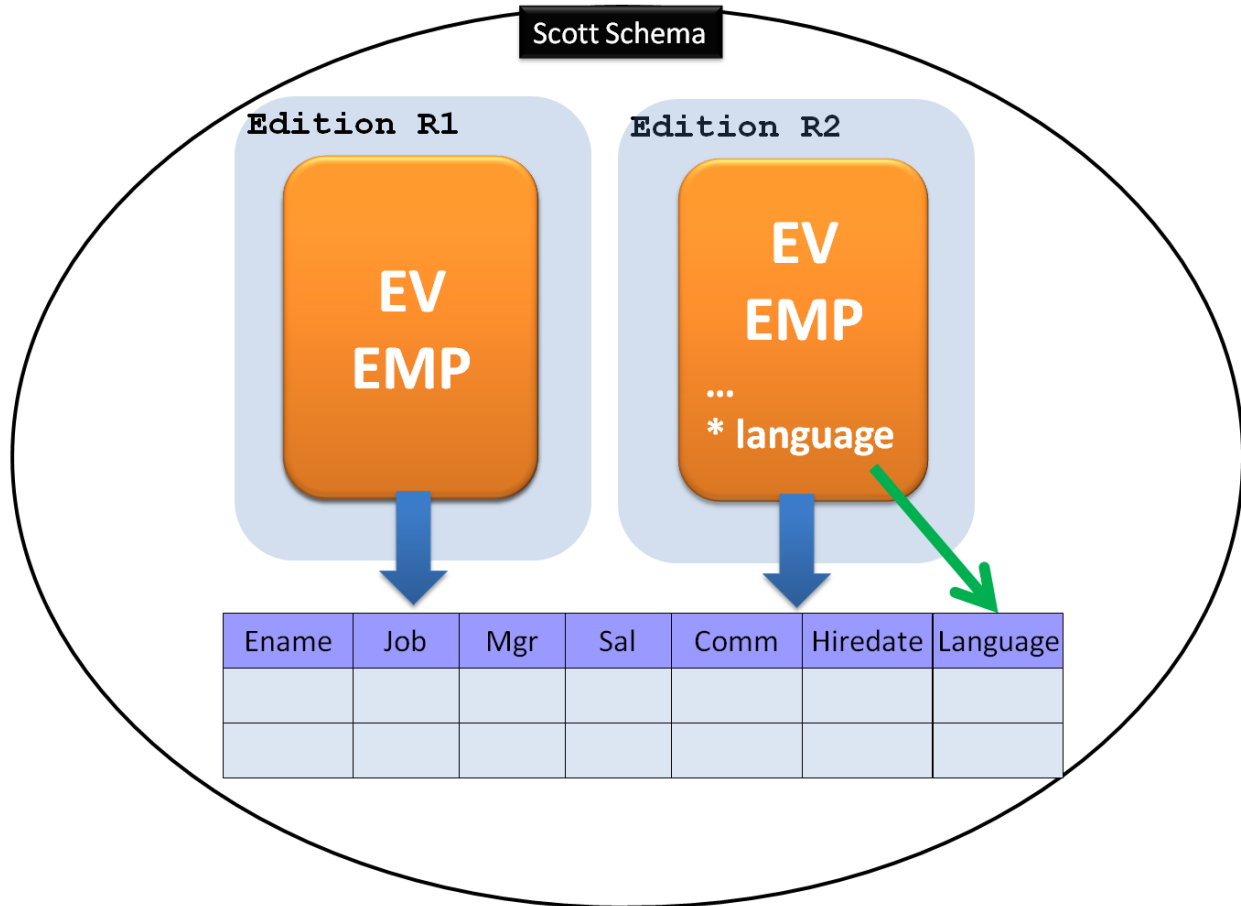 Scott Schema
Edition R1
EV
EMP
Edition R2
EV
EMP
...
* language
Ename Job Mgr Sal Comm Hiredate Language